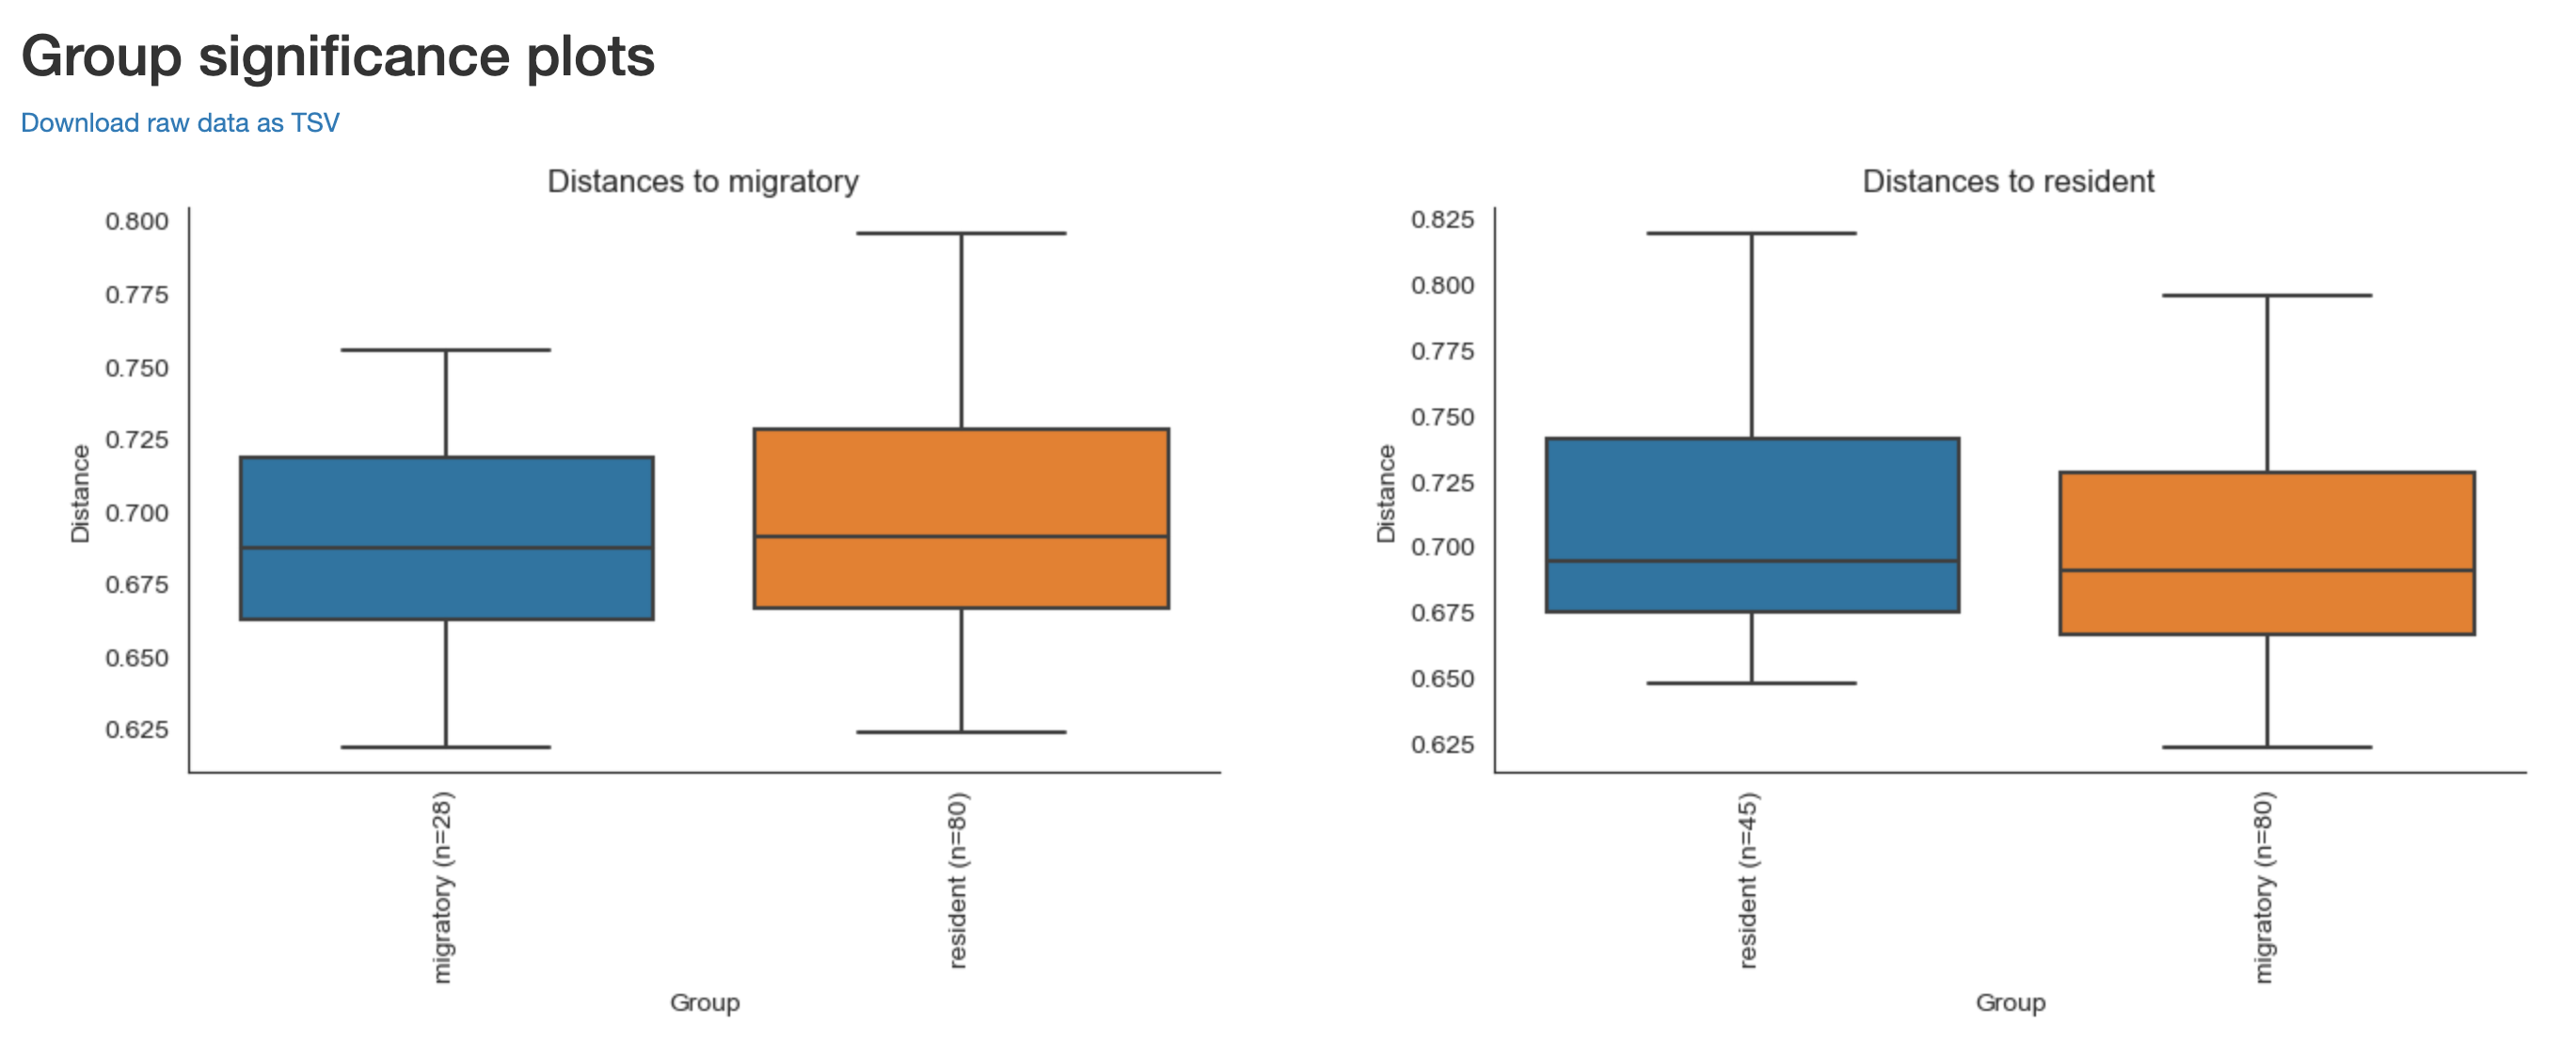 Group significance plots
Download raw data as TSV
Distances to migratory
0.800
0.775
0.750
0.725
0.700
0.675
0.650
0.625
Distance
migratory (n=28)
resident (n=80)
Group
Distances to resident
0.825
0.800
0.775
0.750
0.725
0.700
0.675
0.650
0.625
Distance
resident (n=45)
migratory (n=80)
Group